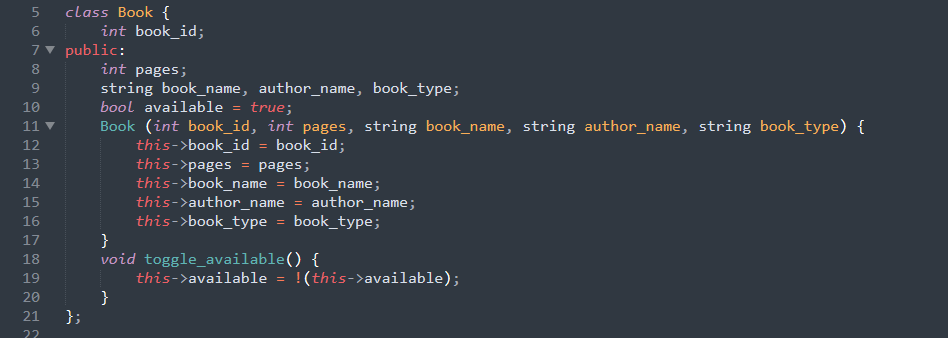 5 class Book {
6     int book_id;
7 ▼ public:
8     int pages;
9     string book_name, author_name, book_type;
10     bool available = true;
11 ▼     Book (int book_id, int pages, string book_name, string author_name, string book_type) {
12         this->book_id = book_id;
13         this->pages = pages;
14         this->book_name = book_name;
15         this->author_name = author_name;
16         this->book_type = book_type;
17     }
18     void toggle_available() {
19         this->available = !(this->available);
20     }
21 };
22